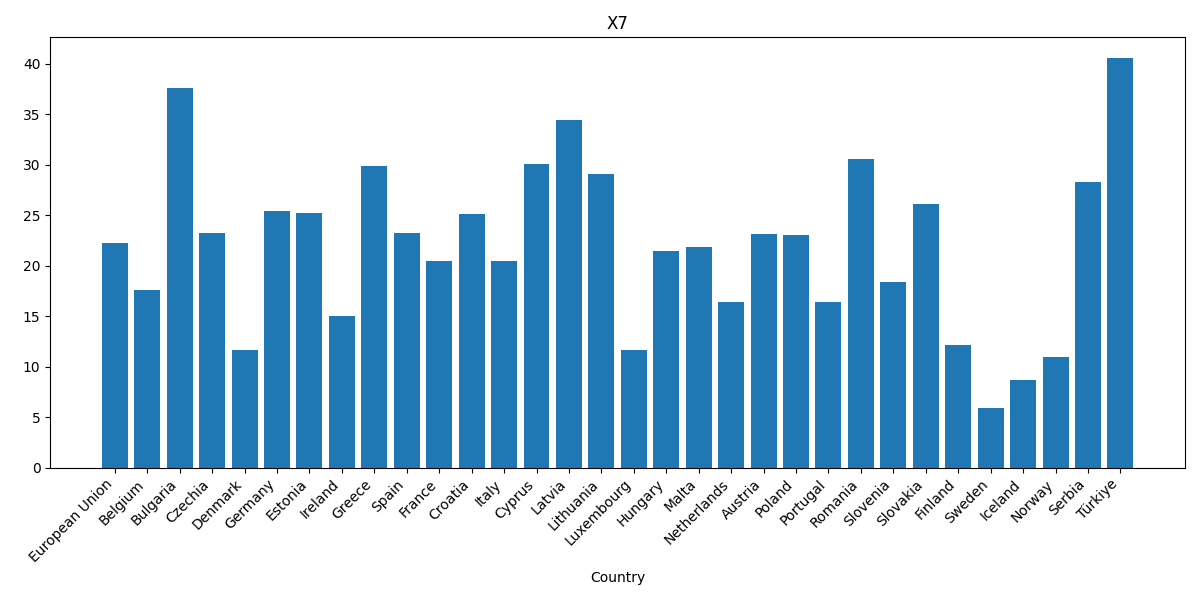 X7
40
35
30
25
20
15
10
5
0
European Union
Belgium
Bulgaria
Czechia
Denmark
Germany
Estonia
Ireland
Greece
Spain
France
Croatia
Italy
Cyprus
Latvia
Lithuania
Luxembourg
Hungary
Malta
Netherlands
Austria
Poland
Portugal
Romania
Slovenia
Slovakia
Finland
Sweden
Iceland
Norway
Serbia
Türkiye
Country